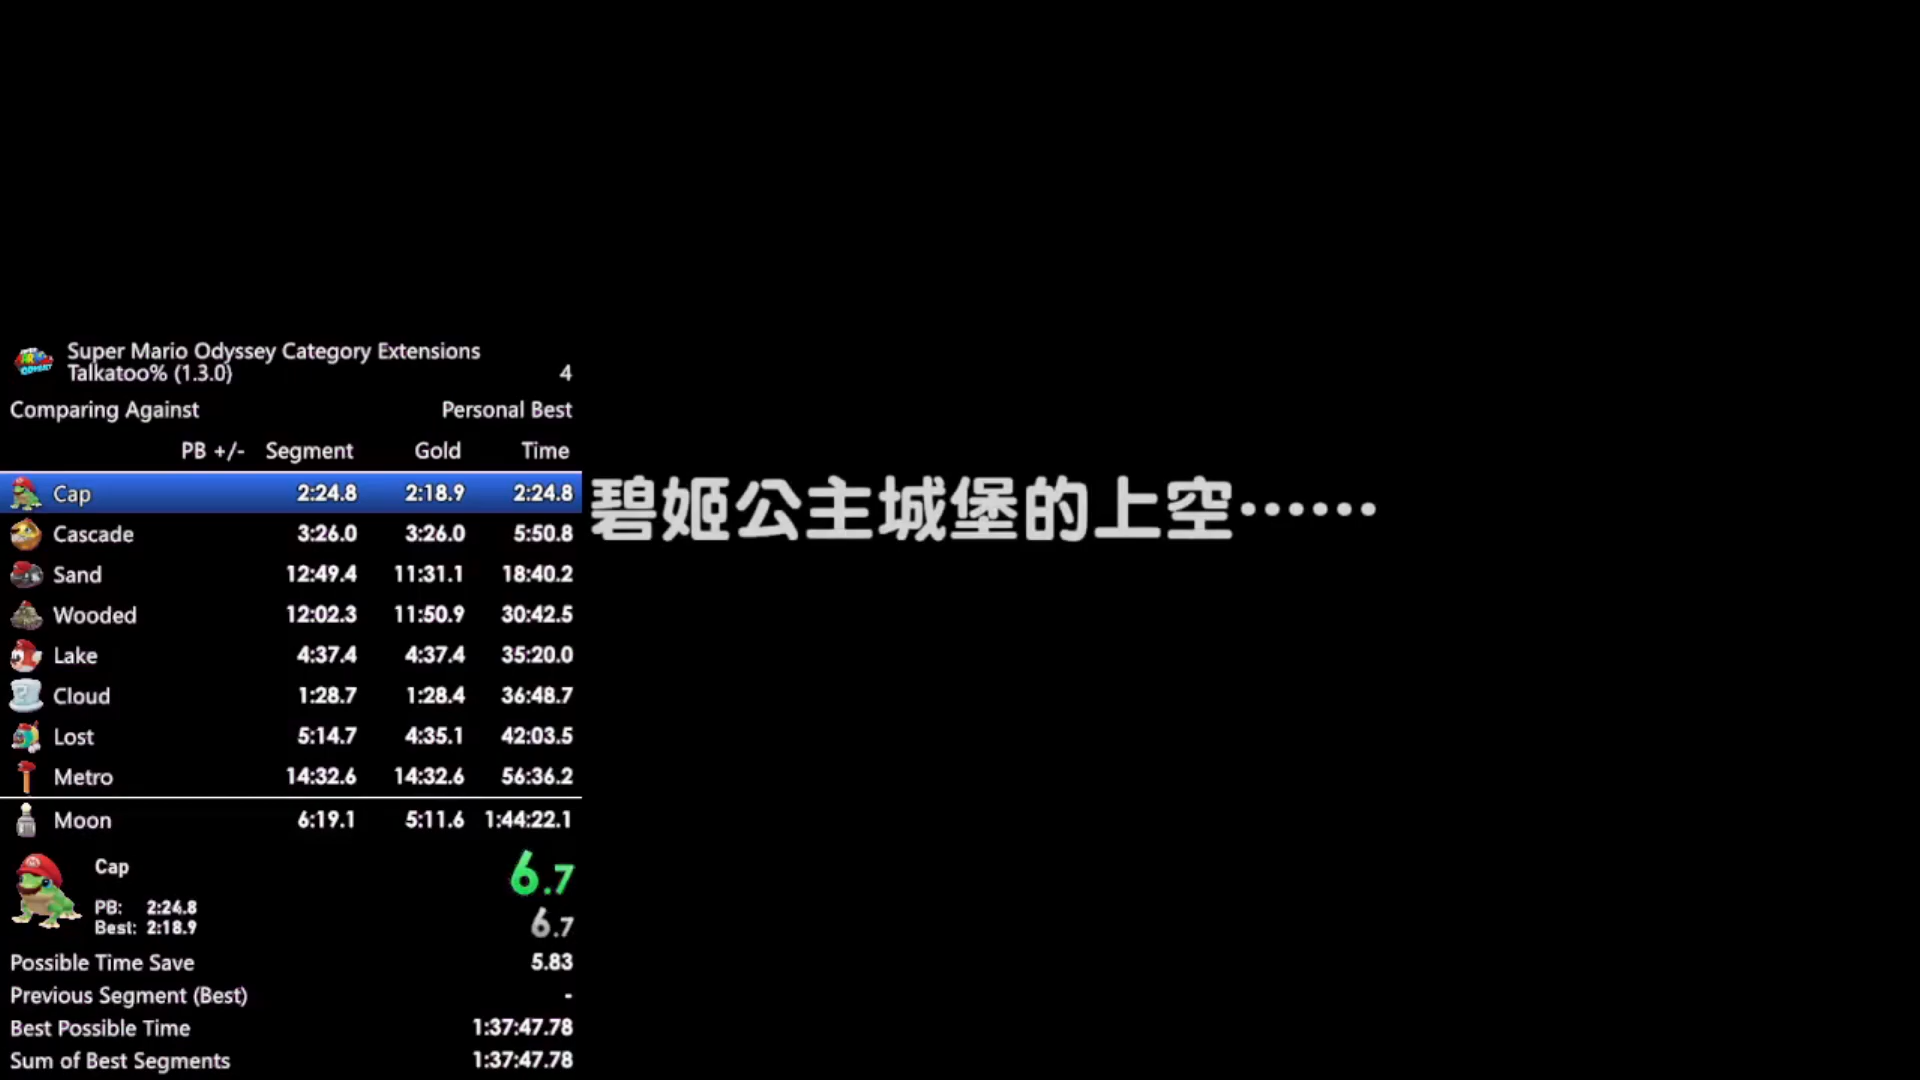 Super Mario Odyssey Category Extensions
Talkatoo% (1.3.0) 4
Comparing Against Personal Best
PB +/- Segment Gold Time
Cap 2:24.8 2:18.9 2:24.8
碧姬公主城堡的上空⋯⋯
Cascade 3:26.0 3:26.0 5:50.8
Sand 12:49.4 11:31.1 18:40.2
Wooded 12:02.3 11:50.9 30:42.5
Lake 4:37.4 4:37.4 35:20.0
Cloud 1:28.7 1:28.4 36:48.7
Lost 5:14.7 4:35.1 42:03.5
Metro 14:32.6 14:32.6 56:36.2
Moon 6:19.1 5:11.6 1:44:22.1
Cap 6.7
PB: 2:24.8 6.7
Best: 2:18.9
Possible Time Save 5.83
Previous Segment (Best) -
Best Possible Time 1:37:47.78
Sum of Best Segments 1:37:47.78